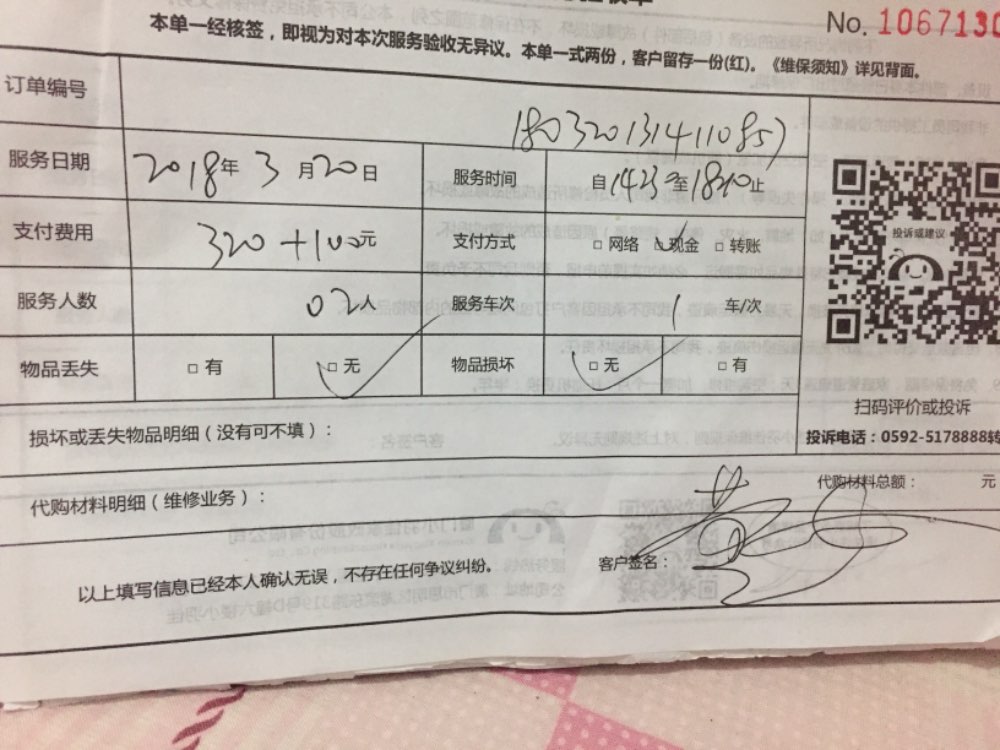 No. 1067130
本单一经核签，即视为对本次服务验收无异议。本单一式两份，客户留存一份(红)。《维保须知》详见背面。
订单编号 18032013141 10857
服务日期 2018年 3月20日 服务时间 自14:20至18:20止
支付费用 320+100元 支付方式 □ 网络 □ 现金 □ 转账
服务人数 02人 服务车次 1 车/次
物品丢失 □ 有 □ 无 物品损坏 □ 无 □ 有
投诉或建议
扫码评价或投诉
投诉电话：0592-5178888转
损坏或丢失物品明细（没有可不填）：
代购材料明细（维修业务）： 代购材料总额： 元
以上填写信息已经本人确认无误，不存在任何争议纠纷。 客户签名：